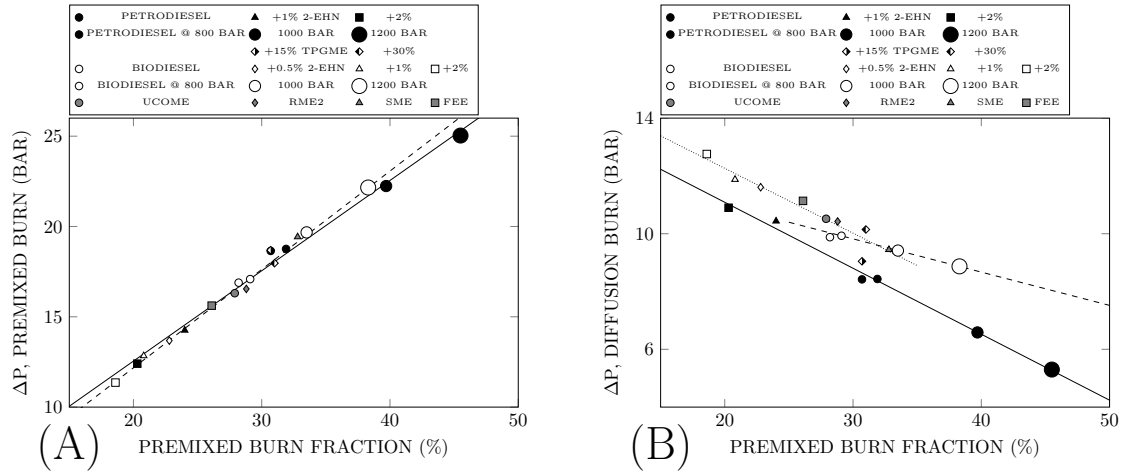 PETRODIESEL +1% 2-EHN +2%
PETRODIESEL @ 800 BAR 1000 BAR 1200 BAR
+15% TPGME +30%
BIODIESEL +0.5% 2-EHN +1% +2%
BIODIESEL @ 800 BAR 1000 BAR 1200 BAR
UCOME RME2 SME FEE
25
20
15
10
20 30 40 50
ΔP, PREMIXED BURN (BAR)
PREMIXED BURN FRACTION (%)
(A)
PETRODIESEL +1% 2-EHN +2%
PETRODIESEL @ 800 BAR 1000 BAR 1200 BAR
+15% TPGME +30%
BIODIESEL +0.5% 2-EHN +1% +2%
BIODIESEL @ 800 BAR 1000 BAR 1200 BAR
UCOME RME2 SME FEE
14
10
6
20 30 40 50
ΔP, DIFFUSION BURN (BAR)
PREMIXED BURN FRACTION (%)
(B)